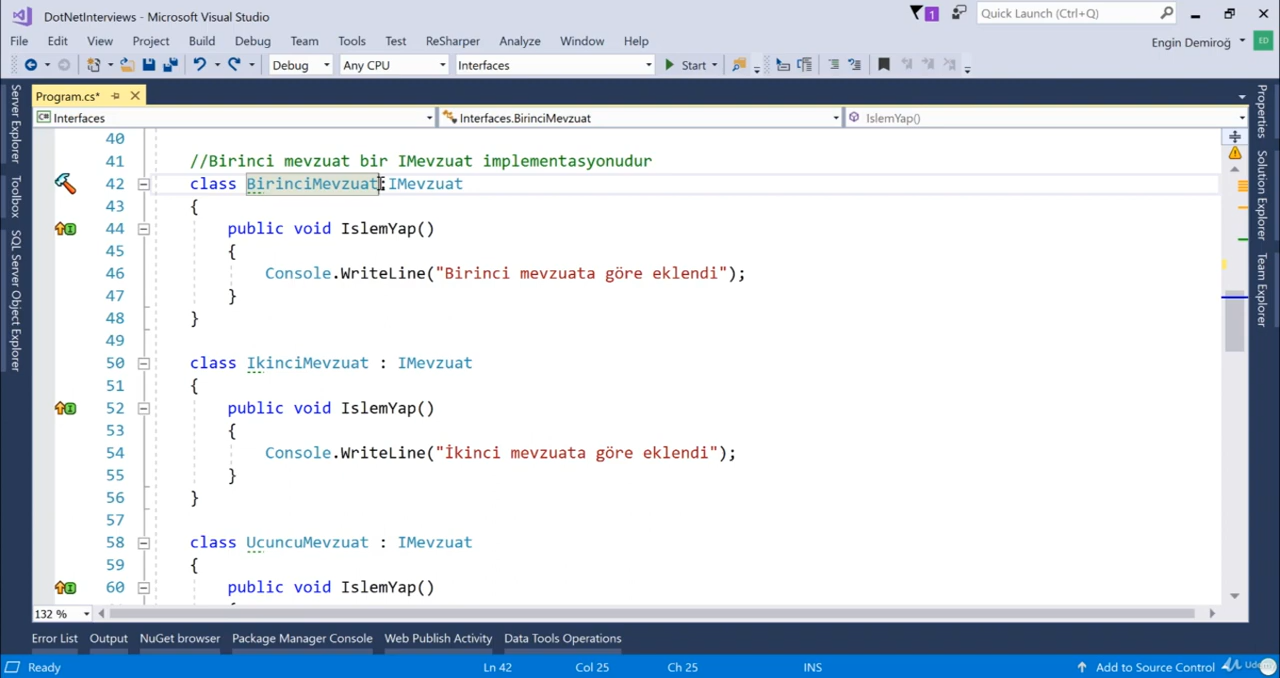 DotNetInterviews - Microsoft Visual Studio
1
Quick Launch (Ctrl+Q)
File Edit View Project Build Debug Team Tools Test ReSharper Analyze Window Help
Engin Demiroğ
ED
Debug Any CPU Interfaces Start
Program.cs*
Interfaces Interfaces.BirinciMevzuat IslemYap()
Server Explorer
Toolbox
SQL Server Object Explorer
40
41 //Birinci mevzuat bir IMevzuat implementasyonudur
42 class BirinciMevzuat:IMevzuat
43 {
44 public void IslemYap()
45 {
46 Console.WriteLine("Birinci mevzuata göre eklendi");
47 }
48 }
49
50 class IkinciMevzuat : IMevzuat
51 {
52 public void IslemYap()
53 {
54 Console.WriteLine("İkinci mevzuata göre eklendi");
55 }
56 }
57
58 class UcuncuMevzuat : IMevzuat
59 {
60 public void IslemYap()
Properties
Solution Explorer
Team Explorer
132 %
Error List Output NuGet browser Package Manager Console Web Publish Activity Data Tools Operations
Ready Ln 42 Col 25 Ch 25 INS Add to Source Control